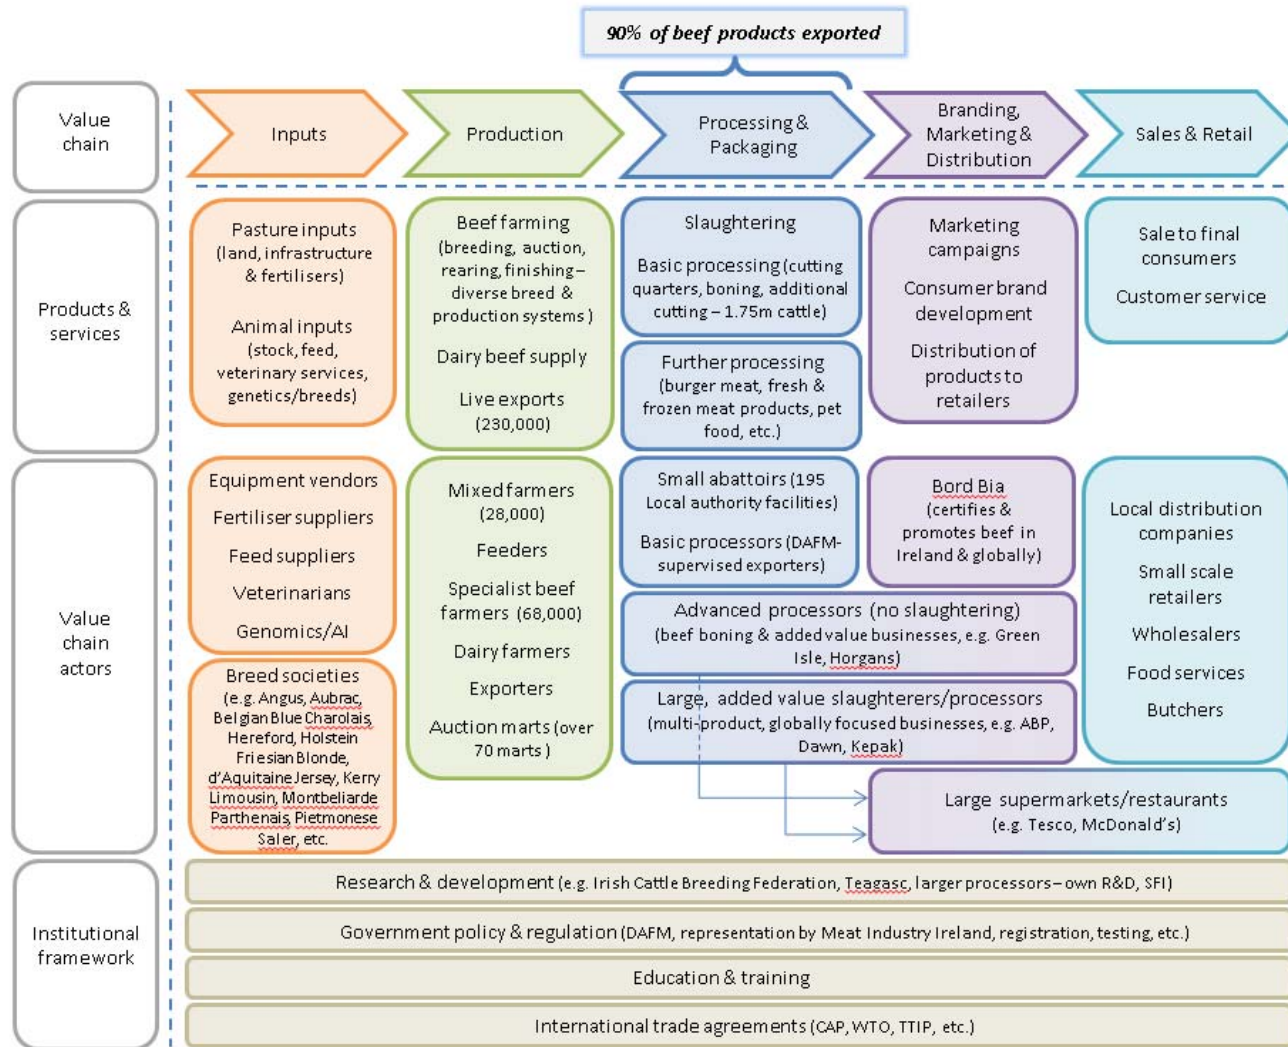 90% of beef products exported
Value
chain
Inputs
Production
Processing &
Packaging
Branding,
Marketing &
Distribution
Sales & Retail
Products &
services
Pasture inputs
(land, infrastructure
& fertilisers)
Animal inputs
(stock, feed,
veterinary services,
genetics/breeds)
Beef farming
(breeding, auction,
rearing, finishing –
diverse breed &
production systems )
Dairy beef supply
Live exports
(230,000)
Slaughtering
Basic processing (cutting
quarters, boning, additional
cutting – 1.75m cattle)
Further processing
(burger meat, fresh &
frozen meat products, pet
food, etc.)
Marketing
campaigns
Consumer brand
development
Distribution of
products to
retailers
Sale to final
consumers
Customer service
Value
chain
actors
Equipment vendors
Fertiliser suppliers
Feed suppliers
Veterinarians
Genomics/AI
Breed societies
(e.g. Angus, Aubrac,
Belgian Blue Charolais,
Hereford, Holstein
Friesian Blonde,
d'Aquitaine Jersey, Kerry
Limousin, Montbeliarde
Parthenais, Pietmonese
Saler, etc.
Mixed farmers
(28,000)
Feeders
Specialist beef
farmers (68,000)
Dairy farmers
Exporters
Auction marts (over
70 marts )
Small abattoirs (195
Local authority facilities)
Basic processors (DAFM-
supervised exporters)
Bord Bia
(certifies &
promotes beef in
Ireland & globally)
Advanced processors (no slaughtering)
(beef boning & added value businesses, e.g. Green
Isle, Horgans)
Large, added value slaughterers/processors
(multi-product, globally focused businesses, e.g. ABP,
Dawn, Kepak)
Local distribution
companies
Small scale
retailers
Wholesalers
Food services
Butchers
Large supermarkets/restaurants
(e.g. Tesco, McDonald's)
Institutional
framework
Research & development (e.g. Irish Cattle Breeding Federation, Teagasc, larger processors – own R&D, SFI)
Government policy & regulation (DAFM, representation by Meat Industry Ireland, registration, testing, etc.)
Education & training
International trade agreements (CAP, WTO, TTIP, etc.)